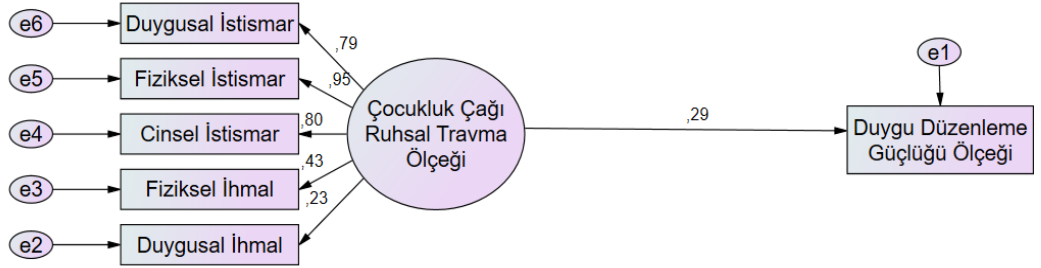 e6
Duygusal İstismar
,79
e5
Fiziksel İstismar
,95
e4
Cinsel İstismar
,80
e3
Fiziksel İhmal
,43
e2
Duygusal İhmal
,23
Çocukluk Çağı
Ruhsal Travma
Ölçeği
,29
e1
Duygu Düzenleme
Güçlüğü Ölçeği